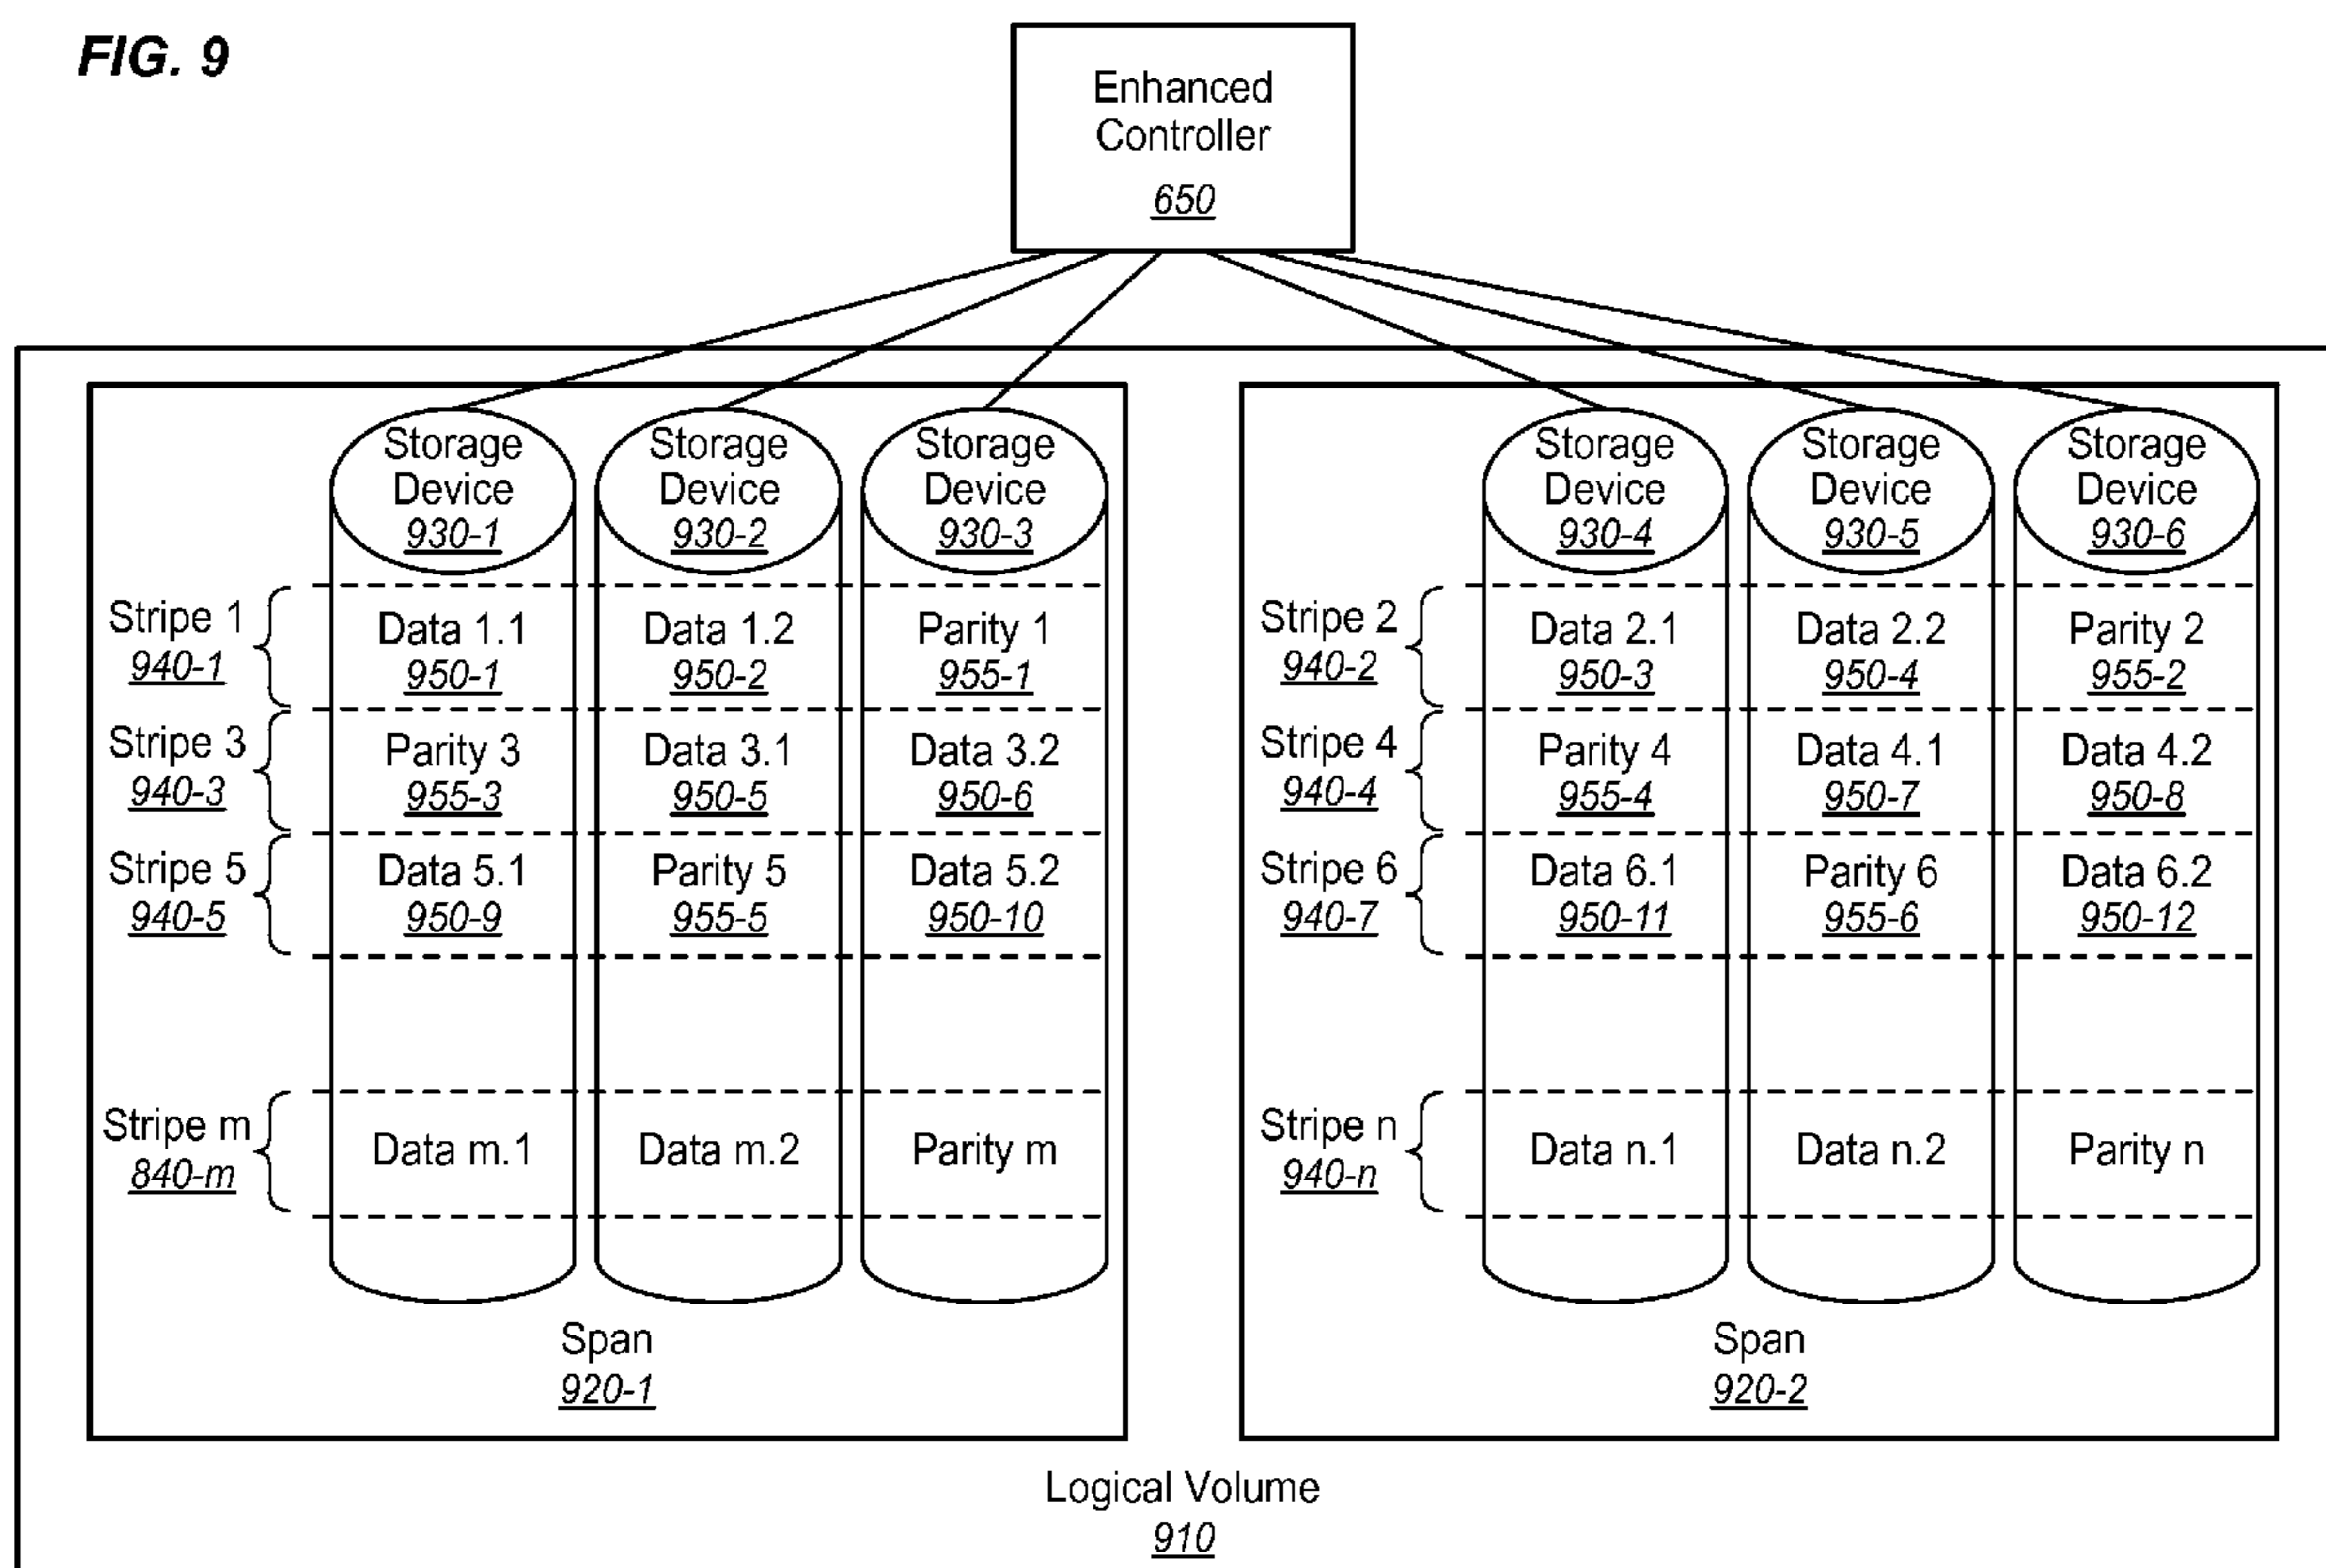 FIG. 9
Enhanced
Controller
650
Storage Device 930-1
Storage Device 930-2
Storage Device 930-3
Stripe 1 940-1
Data 1.1 950-1
Data 1.2 950-2
Parity 1 955-1
Stripe 3 940-3
Parity 3 955-3
Data 3.1 950-5
Data 3.2 950-6
Stripe 5 940-5
Data 5.1 950-9
Parity 5 955-5
Data 5.2 950-10
Stripe m 840-m
Data m.1
Data m.2
Parity m
Span
920-1
Storage Device 930-4
Storage Device 930-5
Storage Device 930-6
Stripe 2 940-2
Data 2.1 950-3
Data 2.2 950-4
Parity 2 955-2
Stripe 4 940-4
Parity 4 955-4
Data 4.1 950-7
Data 4.2 950-8
Stripe 6 940-7
Data 6.1 950-11
Parity 6 955-6
Data 6.2 950-12
Stripe n 940-n
Data n.1
Data n.2
Parity n
Span
920-2
Logical Volume
910